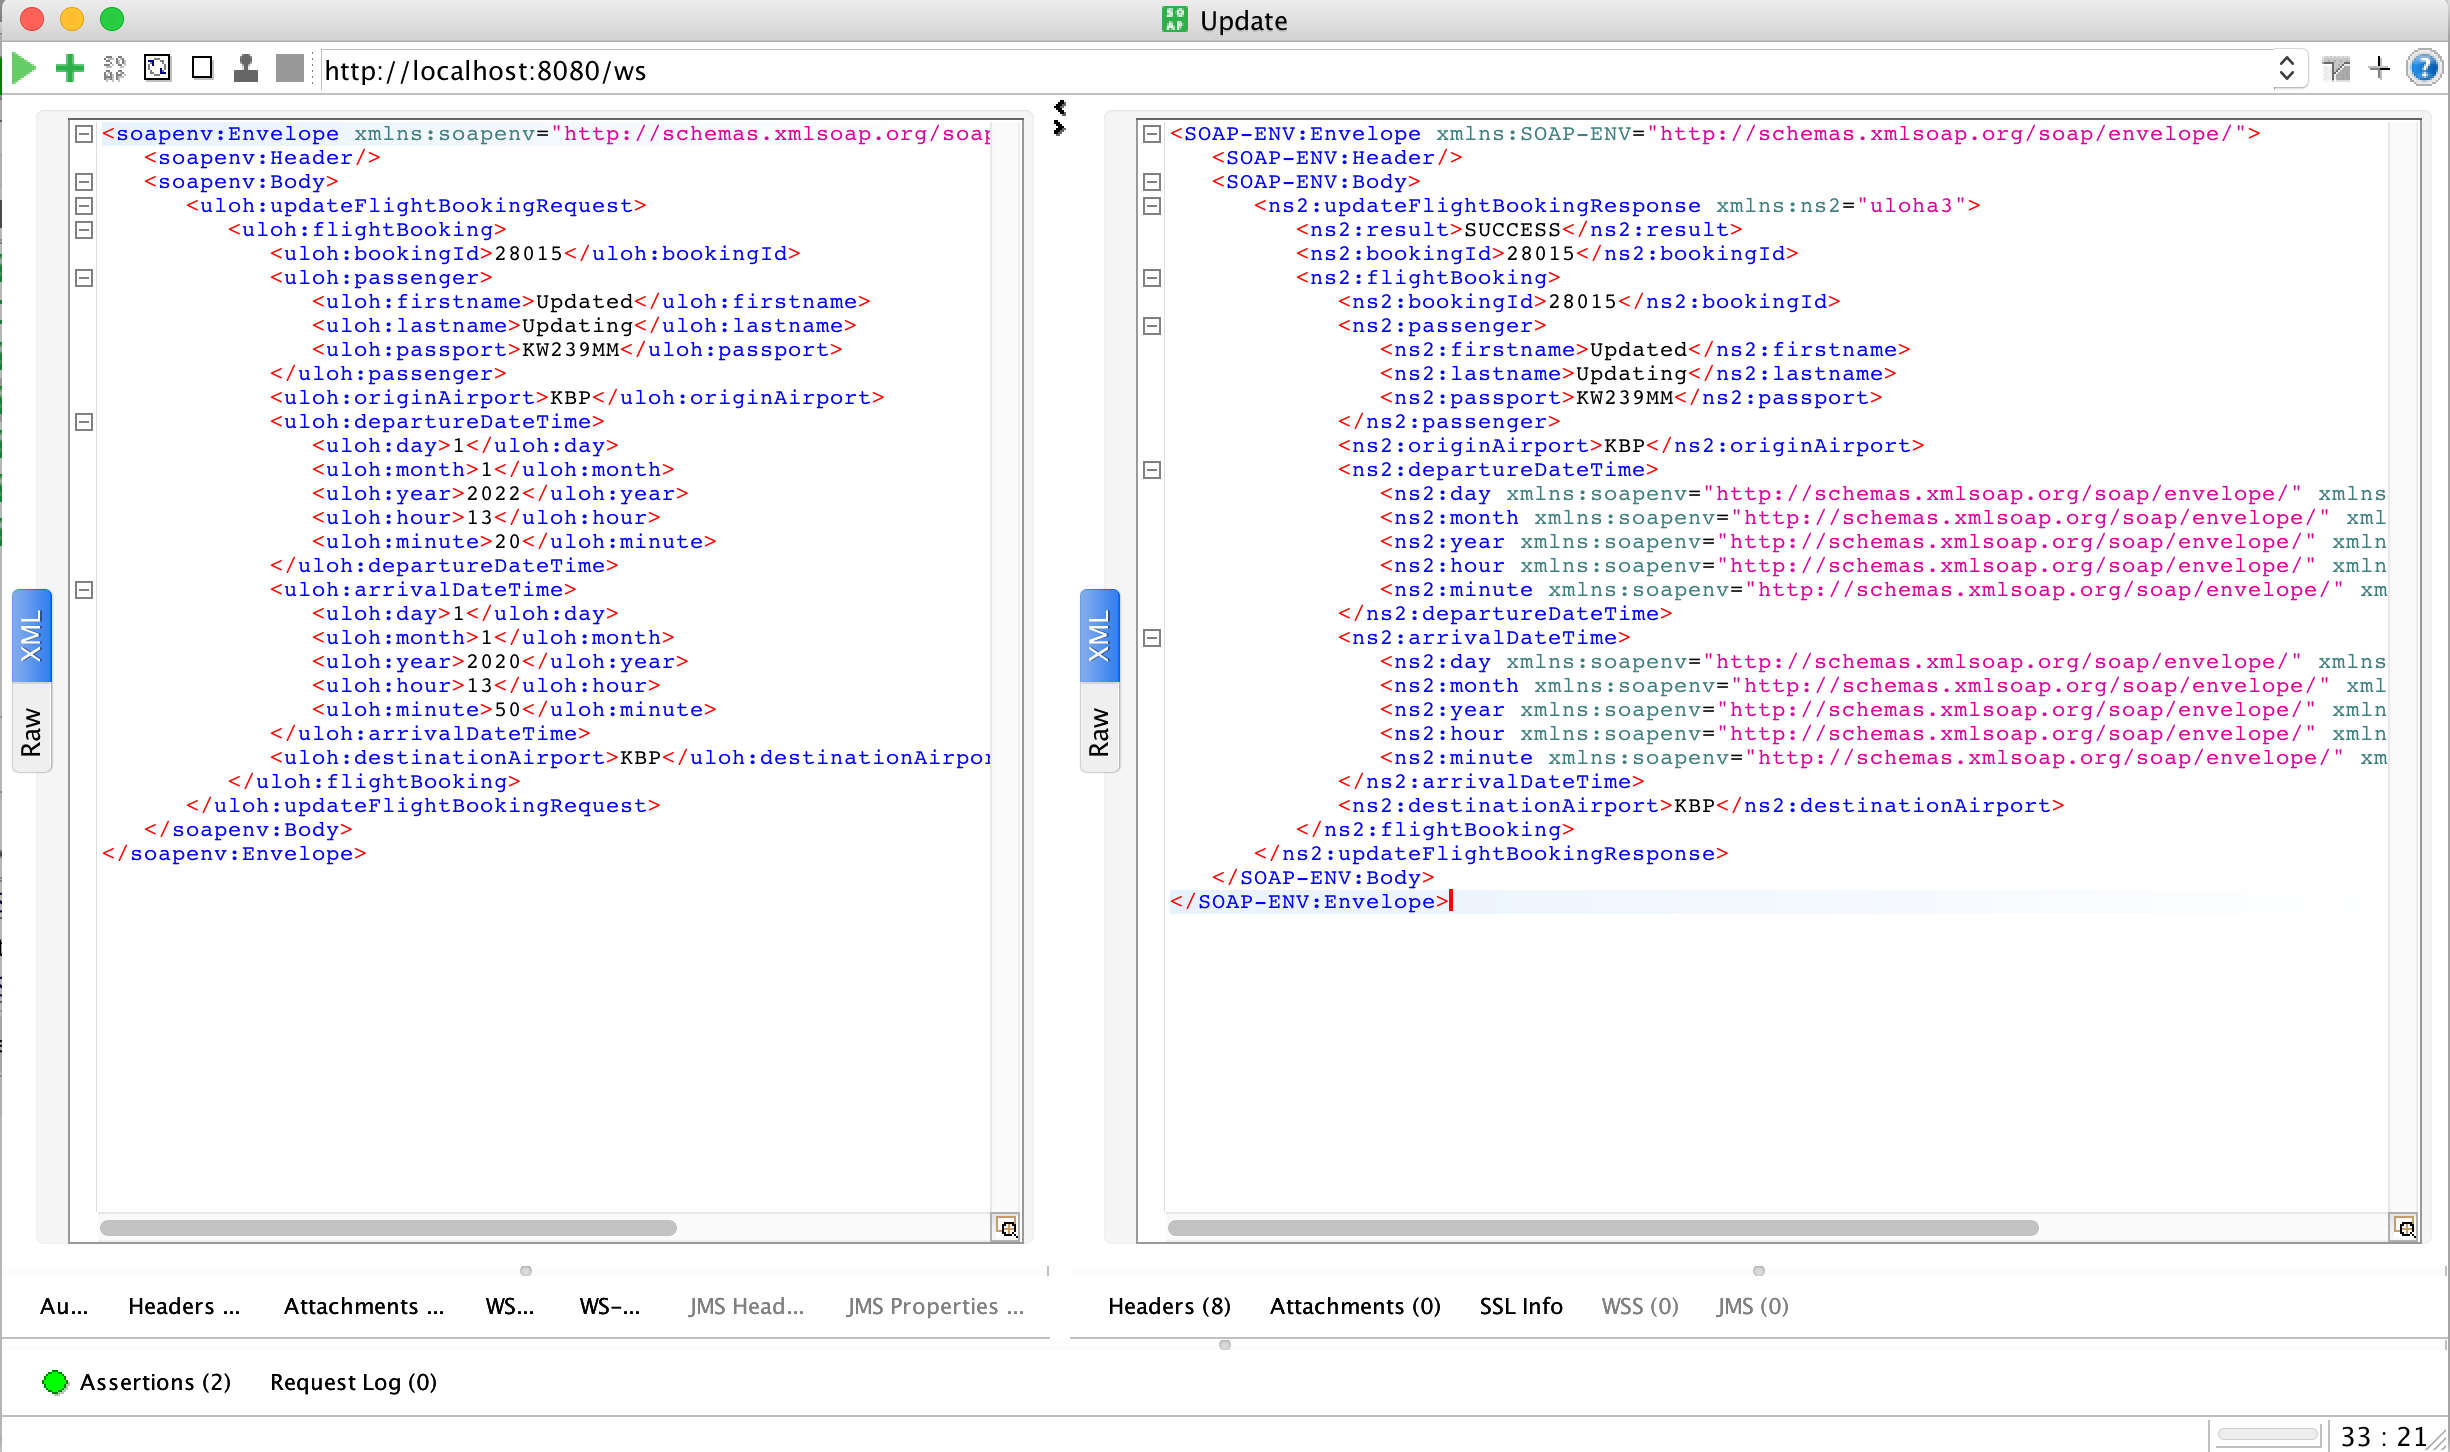 Update
http://localhost:8080/ws
<soapenv:Envelope xmlns:soapenv="http://schemas.xmlsoap.org/soap
<soapenv:Header/>
<soapenv:Body>
<uloh:updateFlightBookingRequest>
<uloh:flightBooking>
<uloh:bookingId>28015</uloh:bookingId>
<uloh:passenger>
<uloh:firstname>Updated</uloh:firstname>
<uloh:lastname>Updating</uloh:lastname>
<uloh:passport>KW239MM</uloh:passport>
</uloh:passenger>
<uloh:originAirport>KBP</uloh:originAirport>
<uloh:departureDateTime>
<uloh:day>1</uloh:day>
<uloh:month>1</uloh:month>
<uloh:year>2022</uloh:year>
<uloh:hour>13</uloh:hour>
<uloh:minute>20</uloh:minute>
</uloh:departureDateTime>
<uloh:arrivalDateTime>
<uloh:day>1</uloh:day>
<uloh:month>1</uloh:month>
<uloh:year>2020</uloh:year>
<uloh:hour>13</uloh:hour>
<uloh:minute>50</uloh:minute>
</uloh:arrivalDateTime>
<uloh:destinationAirport>KBP</uloh:destinationAirpor
</uloh:flightBooking>
</uloh:updateFlightBookingRequest>
</soapenv:Body>
</soapenv:Envelope>
XML
Raw
<SOAP-ENV:Envelope xmlns:SOAP-ENV="http://schemas.xmlsoap.org/soap/envelope/">
<SOAP-ENV:Header/>
<SOAP-ENV:Body>
<ns2:updateFlightBookingResponse xmlns:ns2="uloha3">
<ns2:result>SUCCESS</ns2:result>
<ns2:bookingId>28015</ns2:bookingId>
<ns2:flightBooking>
<ns2:bookingId>28015</ns2:bookingId>
<ns2:passenger>
<ns2:firstname>Updated</ns2:firstname>
<ns2:lastname>Updating</ns2:lastname>
<ns2:passport>KW239MM</ns2:passport>
</ns2:passenger>
<ns2:originAirport>KBP</ns2:originAirport>
<ns2:departureDateTime>
<ns2:day xmlns:soapenv="http://schemas.xmlsoap.org/soap/envelope/" xmlns
<ns2:month xmlns:soapenv="http://schemas.xmlsoap.org/soap/envelope/" xml
<ns2:year xmlns:soapenv="http://schemas.xmlsoap.org/soap/envelope/" xmln
<ns2:hour xmlns:soapenv="http://schemas.xmlsoap.org/soap/envelope/" xmln
<ns2:minute xmlns:soapenv="http://schemas.xmlsoap.org/soap/envelope/" xm
</ns2:departureDateTime>
<ns2:arrivalDateTime>
<ns2:day xmlns:soapenv="http://schemas.xmlsoap.org/soap/envelope/" xmlns
<ns2:month xmlns:soapenv="http://schemas.xmlsoap.org/soap/envelope/" xml
<ns2:year xmlns:soapenv="http://schemas.xmlsoap.org/soap/envelope/" xmln
<ns2:hour xmlns:soapenv="http://schemas.xmlsoap.org/soap/envelope/" xmln
<ns2:minute xmlns:soapenv="http://schemas.xmlsoap.org/soap/envelope/" xm
</ns2:arrivalDateTime>
<ns2:destinationAirport>KBP</ns2:destinationAirport>
</ns2:flightBooking>
</ns2:updateFlightBookingResponse>
</SOAP-ENV:Body>
</SOAP-ENV:Envelope>
XML
Raw
Au... Headers ... Attachments ... WS... WS-... JMS Head... JMS Properties ...
Headers (8) Attachments (0) SSL Info WSS (0) JMS (0)
Assertions (2) Request Log (0)
33 : 21